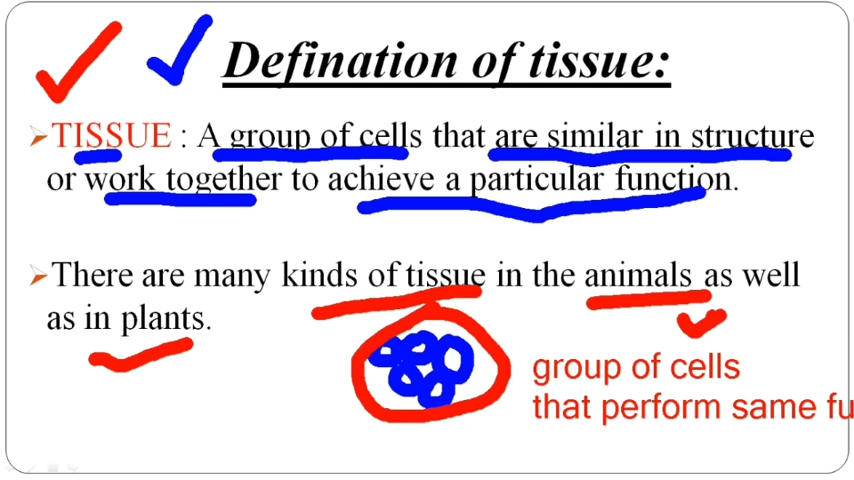 Defination of tissue:
TISSUE : A group of cells that are similar in structure
or work together to achieve a particular function.
There are many kinds of tissue in the animals as well
as in plants.
group of cells
that perform same fu